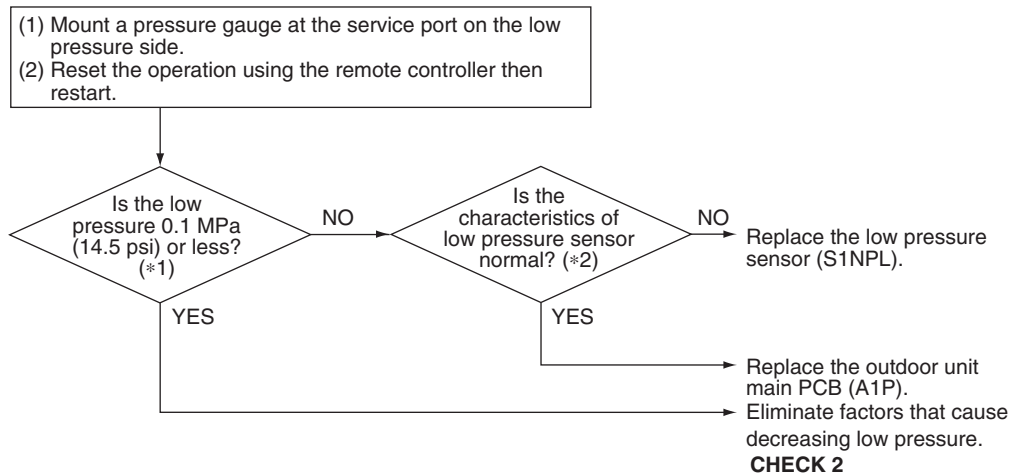 (1) Mount a pressure gauge at the service port on the low
pressure side.
(2) Reset the operation using the remote controller then
restart.
Is the low
pressure 0.1 MPa
(14.5 psi) or less?
(*1)
NO
Is the
characteristics of
low pressure sensor
normal? (*2)
NO
Replace the low pressure
sensor (S1NPL).
YES
YES
Replace the outdoor unit
main PCB (A1P).
Eliminate factors that cause
decreasing low pressure.
CHECK 2